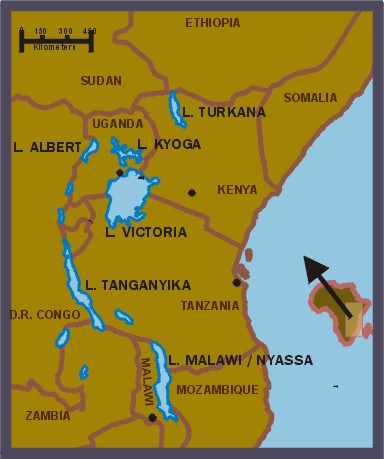 ETHIOPIA
0 150 300 450
Kilometers
SUDAN
SOMALIA
L. TURKANA
UGANDA
L. ALBERT
L. KYOGA
KENYA
L. VICTORIA
L. TANGANYIKA
TANZANIA
D.R. CONGO
L. MALAWI / NYASSA
MALAWI
MOZAMBIQUE
ZAMBIA